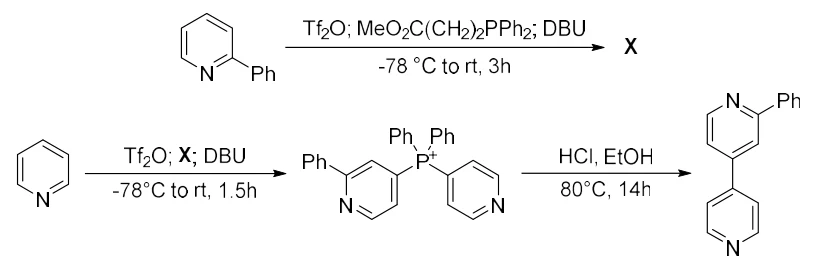 Tf₂O; MeO₂C(CH₂)₂PPh₂; DBU
-78 °C to rt, 3h
N
Ph
X
N
Tf₂O; X; DBU
-78°C to rt, 1.5h
Ph
N
Ph Ph
P⁺
N
HCl, EtOH
80°C, 14h
N
Ph
N